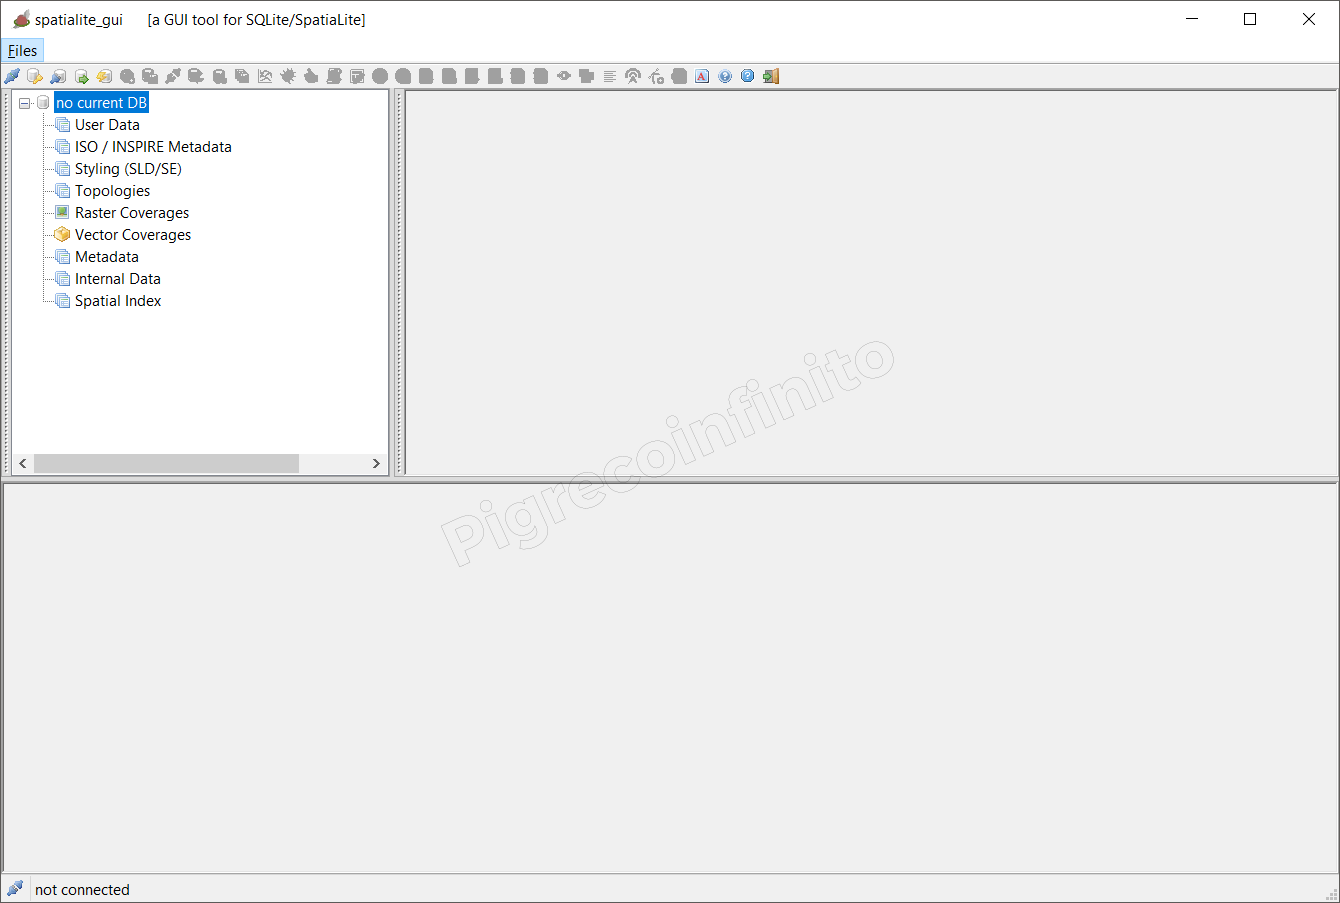 spatialite_gui [a GUI tool for SQLite/SpatiaLite]
Files
no current DB
User Data
ISO / INSPIRE Metadata
Styling (SLD/SE)
Topologies
Raster Coverages
Vector Coverages
Metadata
Internal Data
Spatial Index
Pigrecoinfinito
not connected